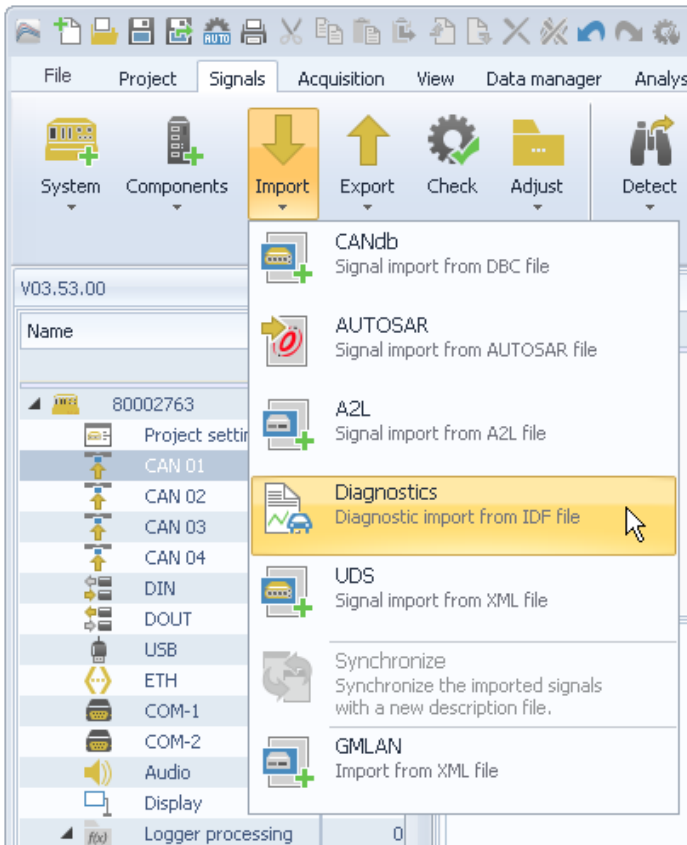 AUTO
File Project Signals Acquisition View Data manager Analys
System Components Import Export Check Adjust Detect
CANdb
Signal import from DBC file
V03.53.00
Name
AUTOSAR
Signal import from AUTOSAR file
80002763
A2L
Signal import from A2L file
Project settin
CAN 01
CAN 02
Diagnostics
Diagnostic import from IDF file
CAN 03
CAN 04
DIN
UDS
Signal import from XML file
DOUT
USB
Synchronize
Synchronize the imported signals
with a new description file.
ETH
COM-1
COM-2
GMLAN
Import from XML file
Audio
Display
f(x) Logger processing 0